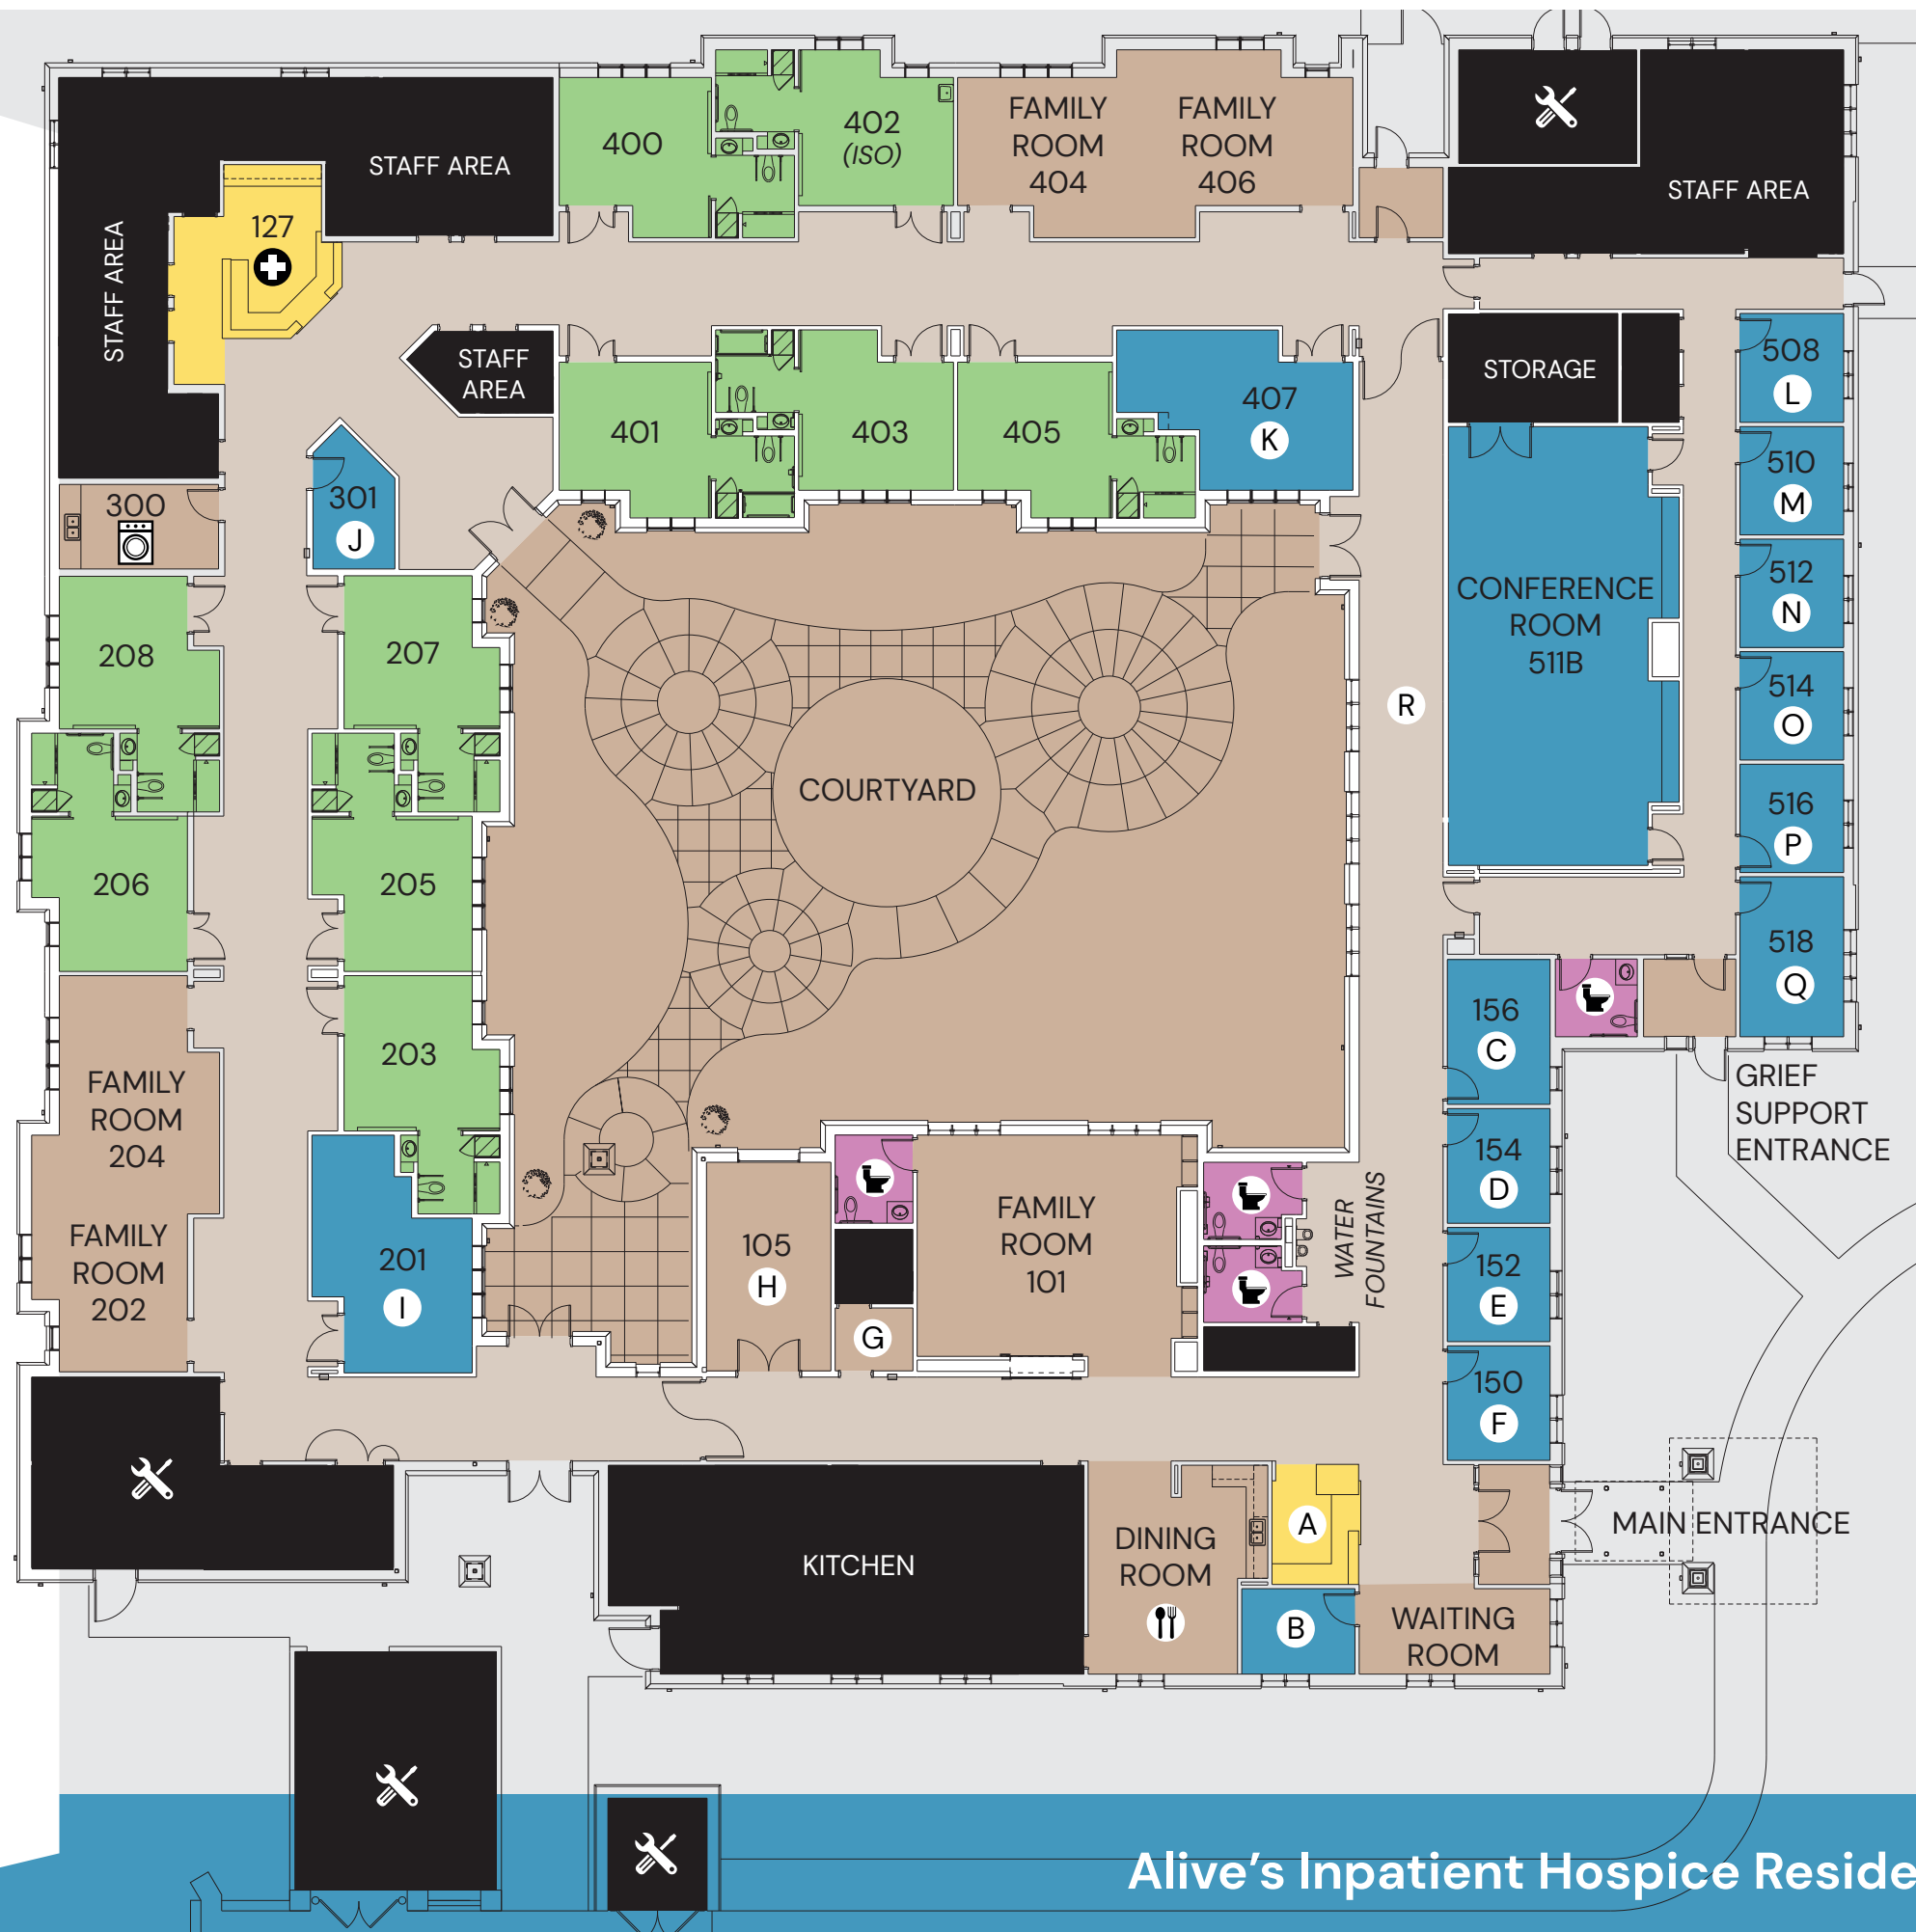 400
402
(ISO)
FAMILY
ROOM
404
FAMILY
ROOM
406
STAFF AREA
STAFF AREA
STAFF AREA
127
STAFF
AREA
STORAGE
508
L
401
403
405
407
K
510
M
300
301
J
512
N
CONFERENCE
ROOM
511B
208
207
514
O
R
COURTYARD
516
P
206
205
518
Q
156
C
203
FAMILY
ROOM
204
GRIEF
SUPPORT
ENTRANCE
154
D
FAMILY
ROOM
202
201
I
105
H
FAMILY
ROOM
101
WATER
FOUNTAINS
152
E
G
150
F
KITCHEN
DINING
ROOM
A
MAIN ENTRANCE
B
WAITING
ROOM
Alive's Inpatient Hospice Reside